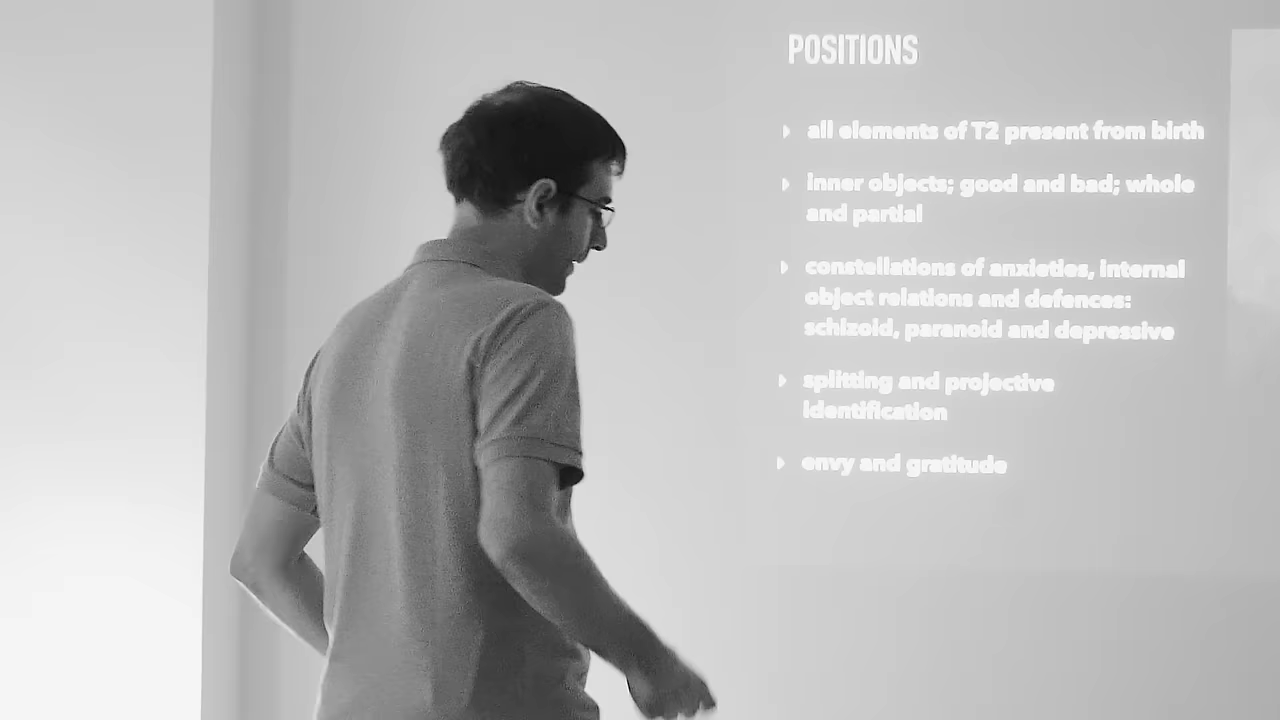 POSITIONS
all elements of T2 present from birth
inner objects; good and bad; whole
and partial
constellations of anxieties, internal
object relations and defences:
schizoid, paranoid and depressive
splitting and projective
identification
envy and gratitude